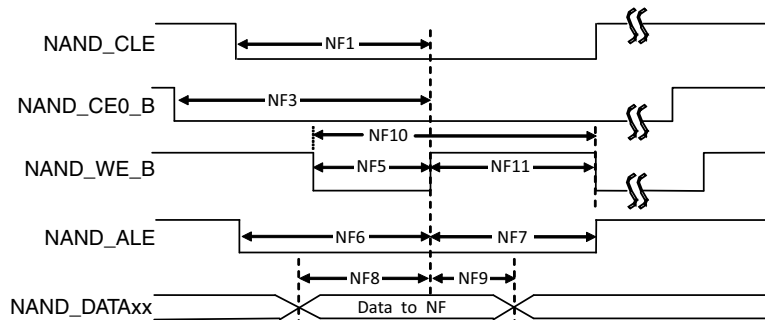 NAND_CLE
NF1
NAND_CE0_B
NF3
NF10
NAND_WE_B
NF5
NF11
NAND_ALE
NF6
NF7
NF8
NF9
NAND_DATAxx
Data to NF